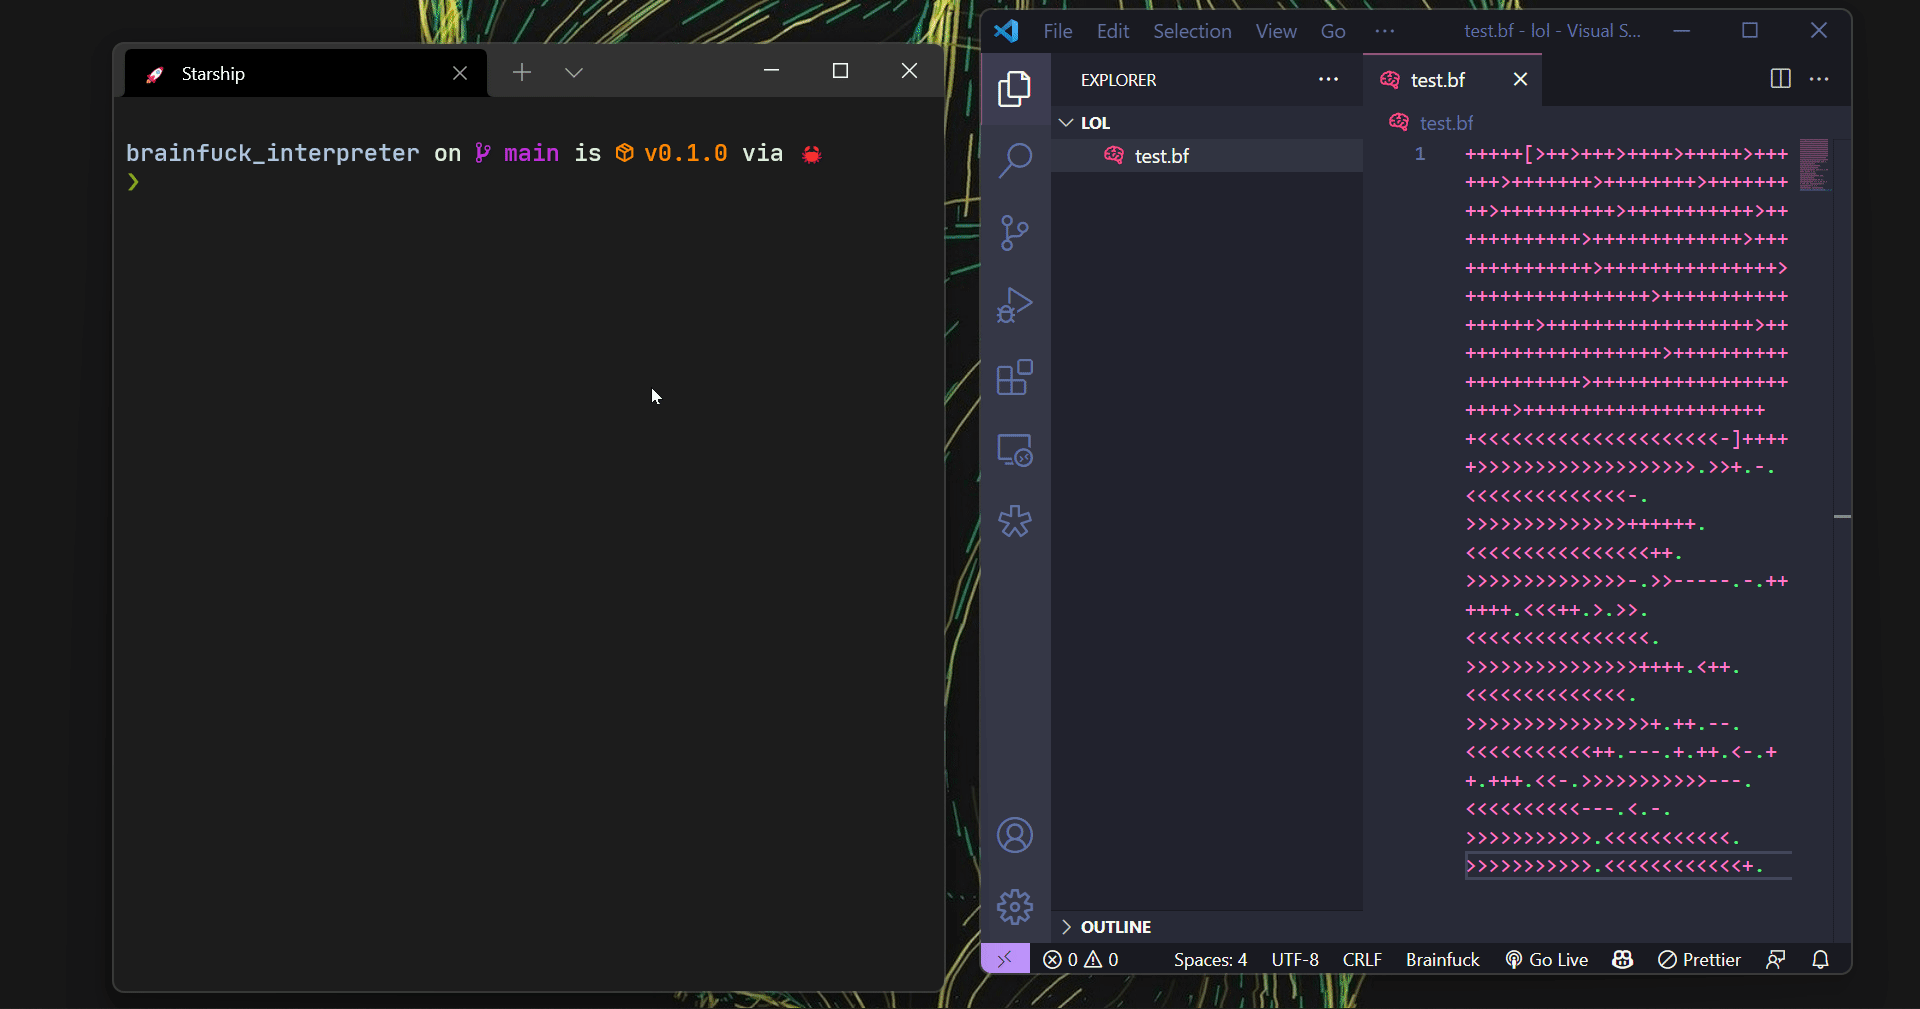 Starship
brainfuck_interpreter on main is v0.1.0 via
❯
File Edit Selection View Go ··· test.bf - lol - Visual S...
EXPLORER
test.bf
LOL
test.bf
test.bf
OUTLINE
1
+++++[>++>+++>++++>+++++>+++
+++>+++++++>++++++++>+++++++
++>++++++++++>+++++++++++>++
++++++++++>+++++++++++++>+++
+++++++++++>+++++++++++++++>
++++++++++++++++>+++++++++++
++++++>++++++++++++++++++>++
+++++++++++++++++>++++++++++
++++++++++>+++++++++++++++++
++++>+++++++++++++++++++++
+<<<<<<<<<<<<<<<<<<<<<-]++++
+>>>>>>>>>>>>>>>>>>>.>>+.-.
<<<<<<<<<<<<<<-.
>>>>>>>>>>>>>>++++++.
<<<<<<<<<<<<<<<<++.
>>>>>>>>>>>>>>-.>>-----.-.++
++++.<<<++.>.>>.
<<<<<<<<<<<<<<<<.
>>>>>>>>>>>>>>>++++.<++.
<<<<<<<<<<<<<<.
>>>>>>>>>>>>>>>>+.++.--.
<<<<<<<<<<<++.---.+.++.<-.+
+.+++.<<-.>>>>>>>>>>>---.
<<<<<<<<<<---.<.-.
>>>>>>>>>>>.<<<<<<<<<<<.
>>>>>>>>>>>.<<<<<<<<<<<<+.
0 0 Spaces: 4 UTF-8 CRLF Brainfuck Go Live Prettier